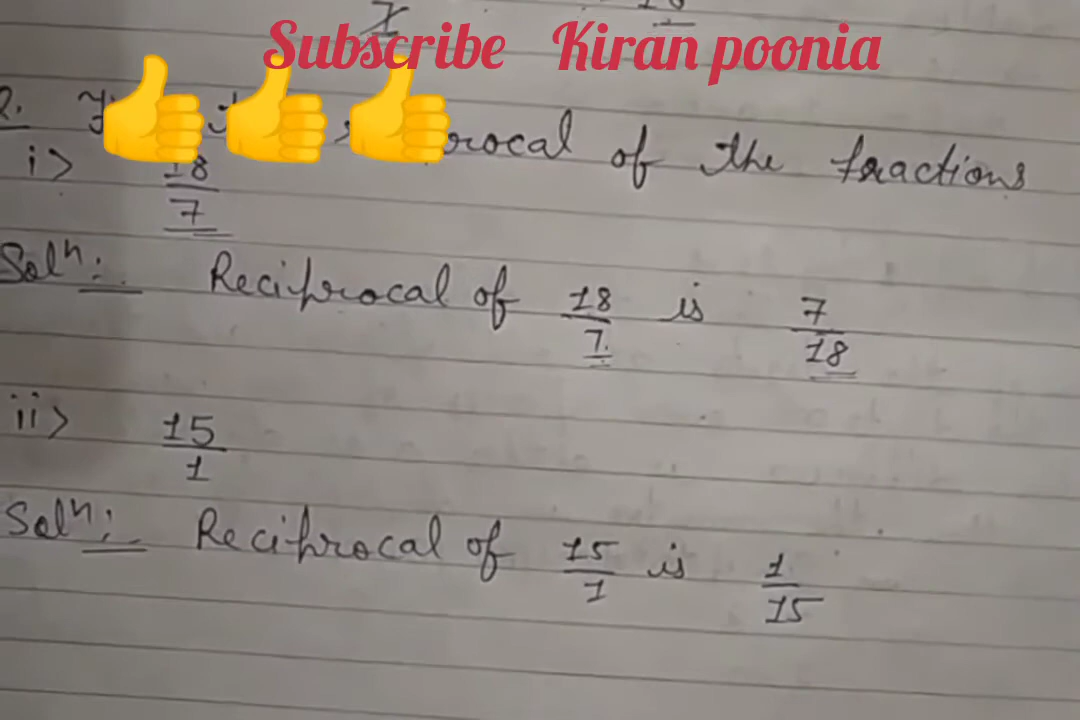 Subscribe Kiran poonia
2. of the fractions
i> 18/7
Solⁿ: Reciprocal of 18/7 is 7/18
ii> 15/1
Solⁿ: Reciprocal of 15/1 is 1/15